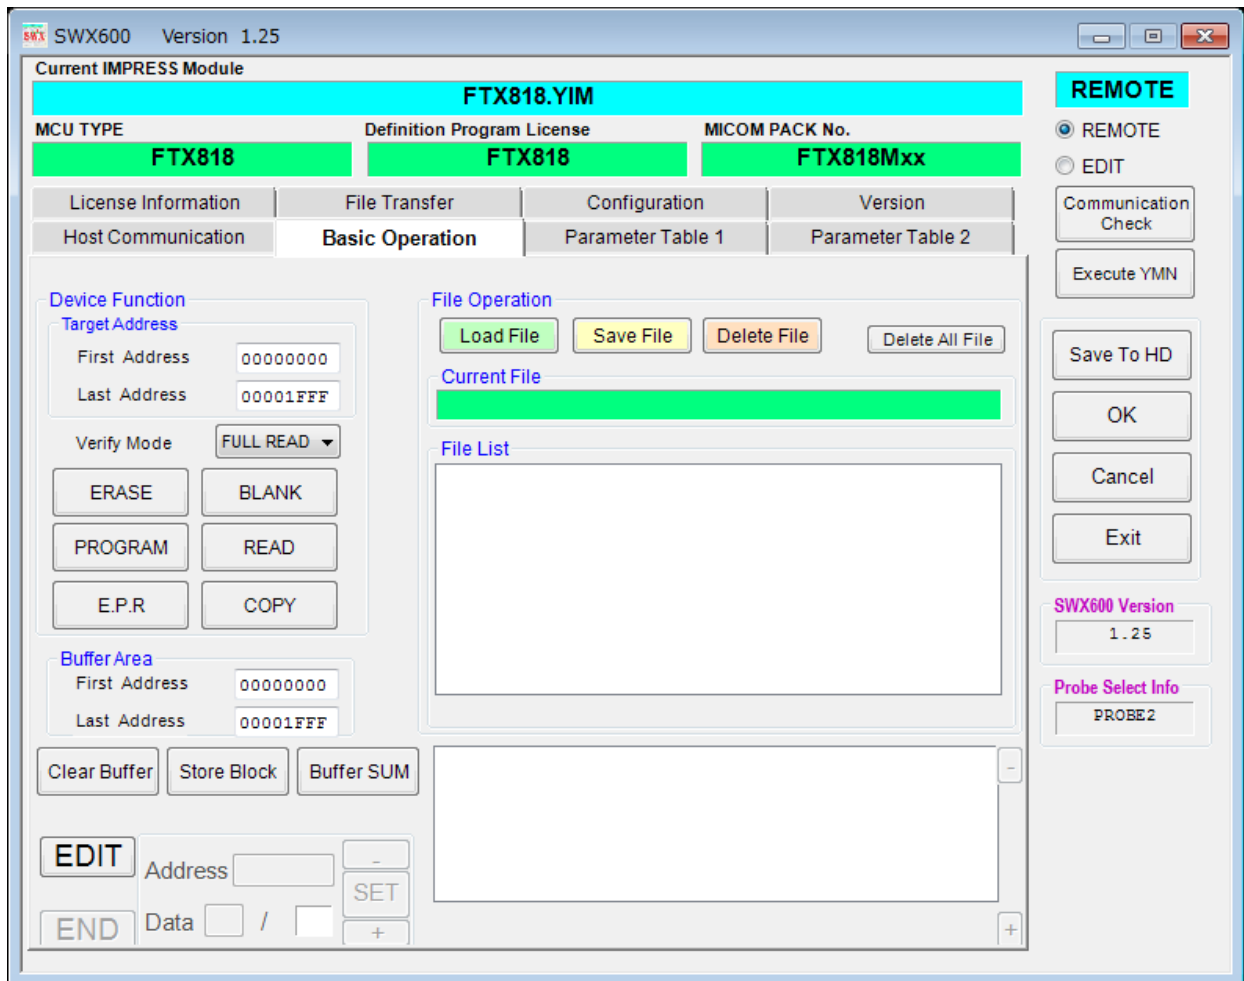 SWX600 Version 1.25
Current IMPRESS Module
FTX818.YIM
MCU TYPE
Definition Program License
MICOM PACK No.
FTX818
FTX818
FTX818Mxx
License Information
File Transfer
Configuration
Version
Host Communication
Basic Operation
Parameter Table 1
Parameter Table 2
Device Function
Target Address
First Address 00000000
Last Address 00001FFF
Verify Mode FULL READ
ERASE BLANK
PROGRAM READ
E.P.R COPY
Buffer Area
First Address 00000000
Last Address 00001FFF
Clear Buffer Store Block Buffer SUM
EDIT
Address
-
SET
END
Data /
+
File Operation
Load File Save File Delete File Delete All File
Current File
File List
-
+
REMOTE
REMOTE
EDIT
Communication
Check
Execute YMN
Save To HD
OK
Cancel
Exit
SWX600 Version
1.25
Probe Select Info
PROBE2